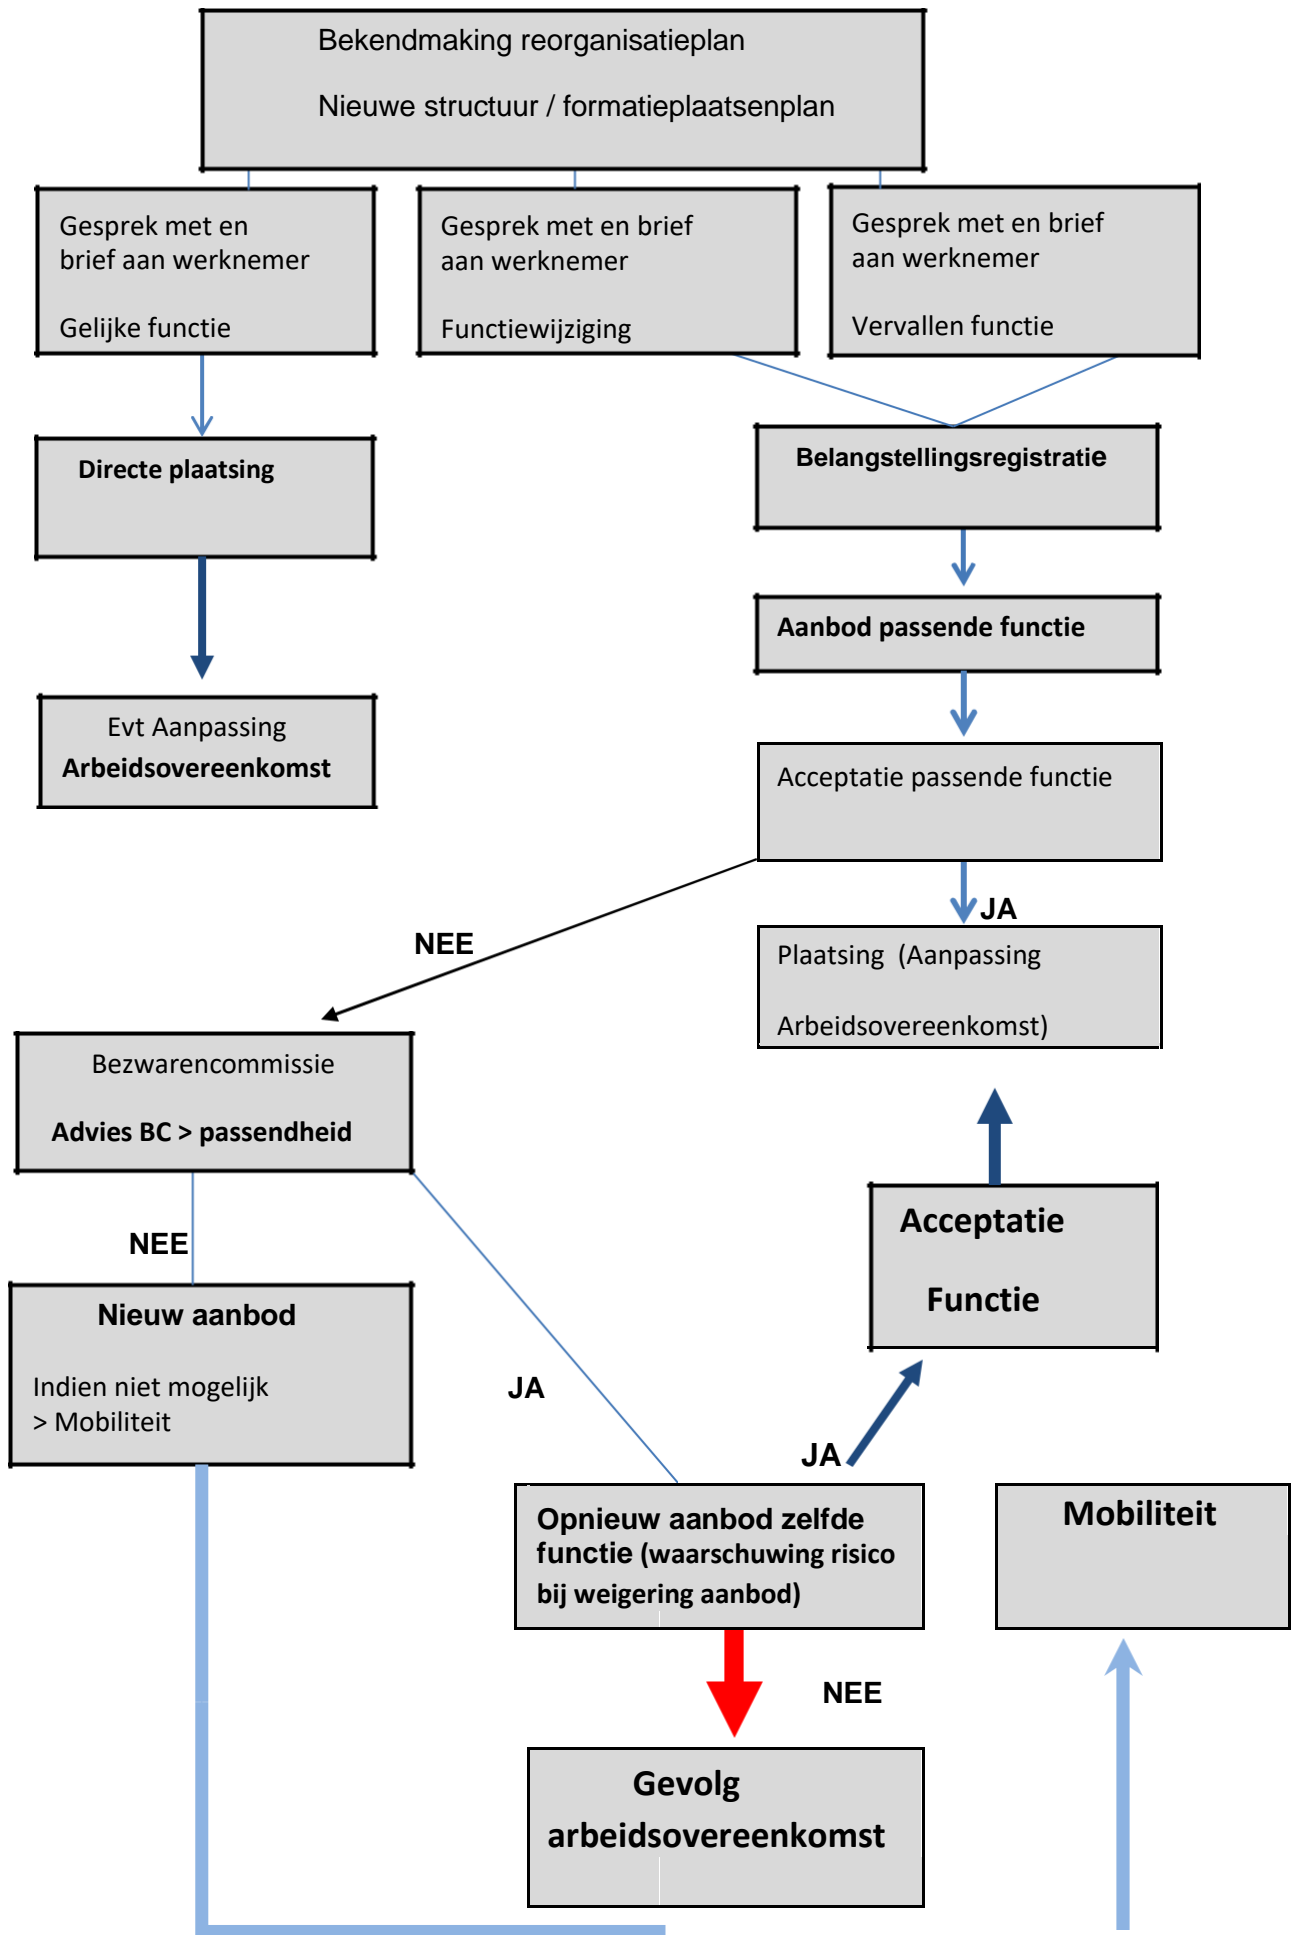 Bekendmaking reorganisatieplan
Nieuwe structuur / formatieplaatsenplan
Gesprek met en
brief aan werknemer
Gelijke functie
Gesprek met en brief
aan werknemer
Functiewijziging
Gesprek met en brief
aan werknemer
Vervallen functie
Directe plaatsing
Belangstellingsregistratie
Aanbod passende functie
Evt Aanpassing
Arbeidsovereenkomst
Acceptatie passende functie
JA
NEE
Plaatsing (Aanpassing
Arbeidsovereenkomst)
Bezwarencommissie
Advies BC > passendheid
Acceptatie
Functie
NEE
Nieuw aanbod
Indien niet mogelijk
> Mobiliteit
JA
JA
Opnieuw aanbod zelfde
functie (waarschuwing risico
bij weigering aanbod)
Mobiliteit
NEE
Gevolg
arbeidsovereenkomst